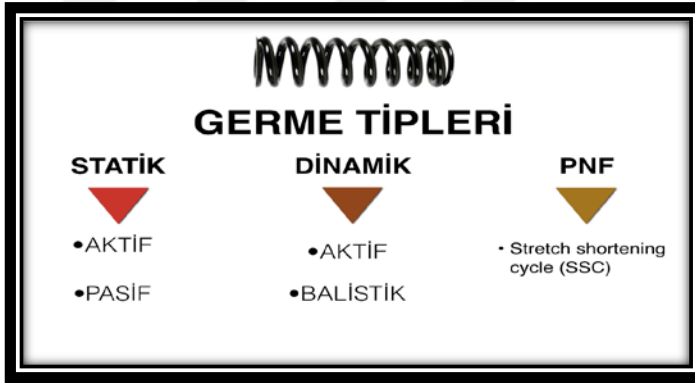 GERME TİPLERİ
STATİK
•AKTİF
•PASİF
DİNAMİK
•AKTİF
•BALİSTİK
PNF
• Stretch shortening
cycle (SSC)